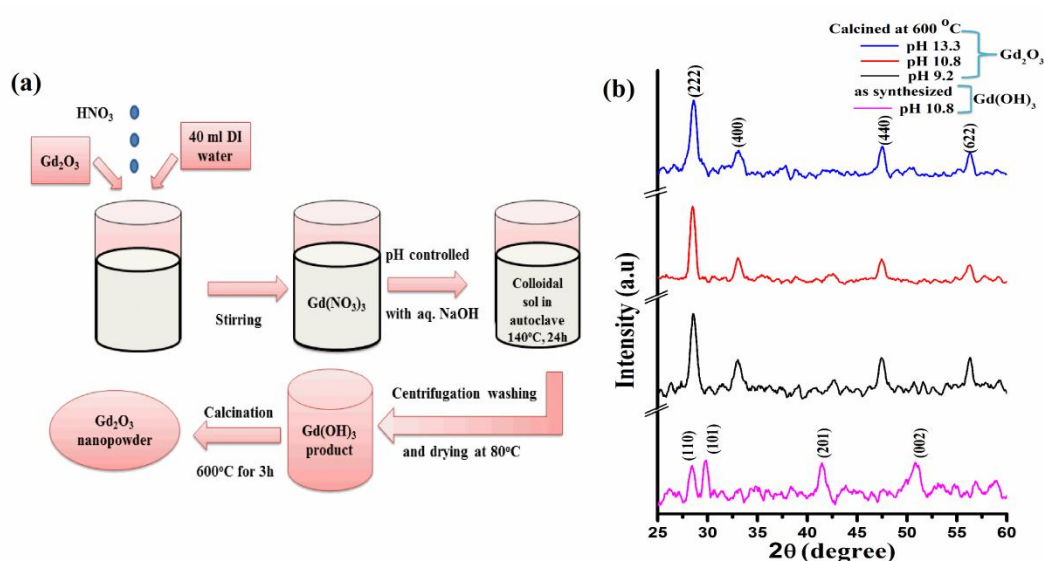 (a)
HNO₃
Gd₂O₃
40 ml DI
water
Stirring
Gd(NO₃)₃
pH controlled
with aq. NaOH
Colloidal
sol in
autoclave
140°C, 24h
Centrifugation washing
and drying at 80°C
Gd(OH)₃
product
Calcination
600°C for 3h
Gd₂O₃
nanopowder
(b)
Calcined at 600 °C
pH 13.3
pH 10.8
pH 9.2
Gd₂O₃
as synthesized
pH 10.8
Gd(OH)₃
(222)
(400)
(440)
(622)
(110)
(101)
(201)
(002)
Intensity (a.u)
25 30 35 40 45 50 55 60
2θ (degree)